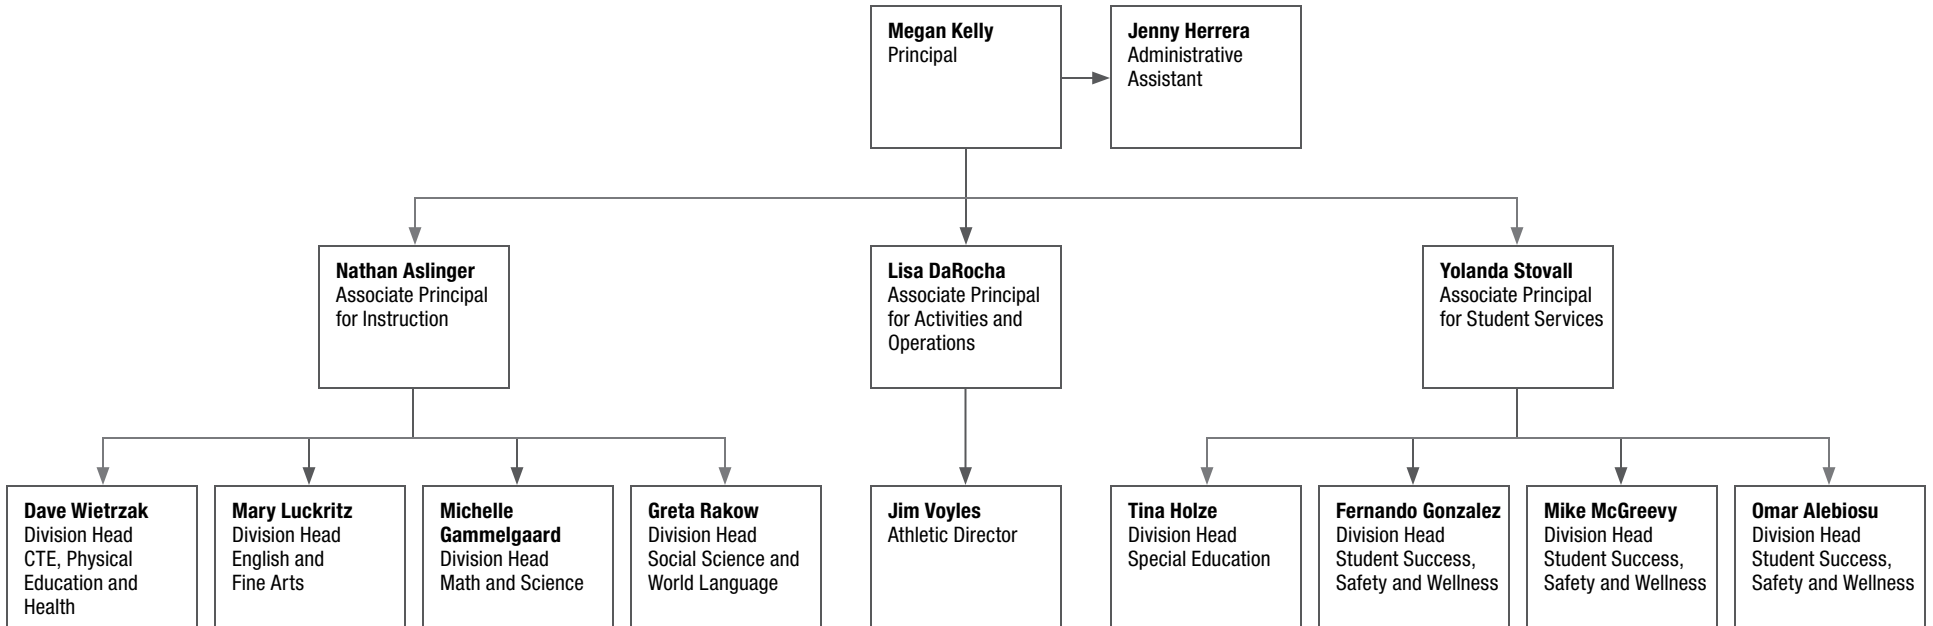 Megan Kelly
Principal
Jenny Herrera
Administrative
Assistant
Nathan Aslinger
Associate Principal
for Instruction
Lisa DaRocha
Associate Principal
for Activities and
Operations
Yolanda Stovall
Associate Principal
for Student Services
Dave Wietrzak
Division Head
CTE, Physical
Education and
Health
Mary Luckritz
Division Head
English and
Fine Arts
Michelle
Gammelgaard
Division Head
Math and Science
Greta Rakow
Division Head
Social Science and
World Language
Jim Voyles
Athletic Director
Tina Holze
Division Head
Special Education
Fernando Gonzalez
Division Head
Student Success,
Safety and Wellness
Mike McGreevy
Division Head
Student Success,
Safety and Wellness
Omar Alebiosu
Division Head
Student Success,
Safety and Wellness